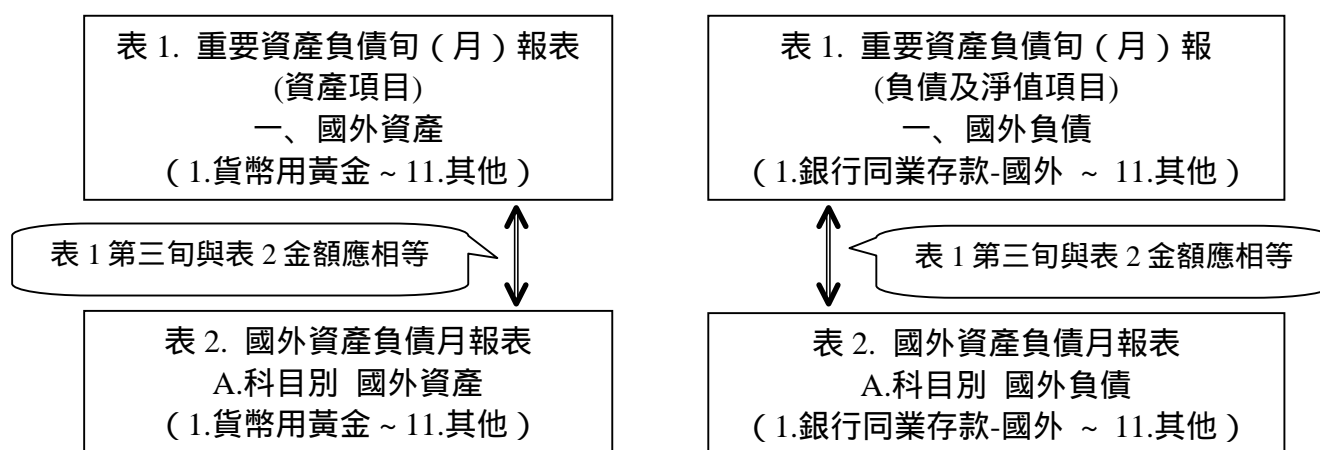 表 1. 重要資產負債旬（月）報表
(資產項目)
一、國外資產
（1.貨幣用黃金 ~ 11.其他）
表 1. 重要資產負債旬（月）報
(負債及淨值項目)
一、國外負債
（1.銀行同業存款-國外 ~ 11.其他）
表 1 第三旬與表 2 金額應相等
表 1 第三旬與表 2 金額應相等
表 2. 國外資產負債月報表
A.科目別 國外資產
（1.貨幣用黃金 ~ 11.其他）
表 2. 國外資產負債月報表
A.科目別 國外負債
（1.銀行同業存款-國外 ~ 11.其他）